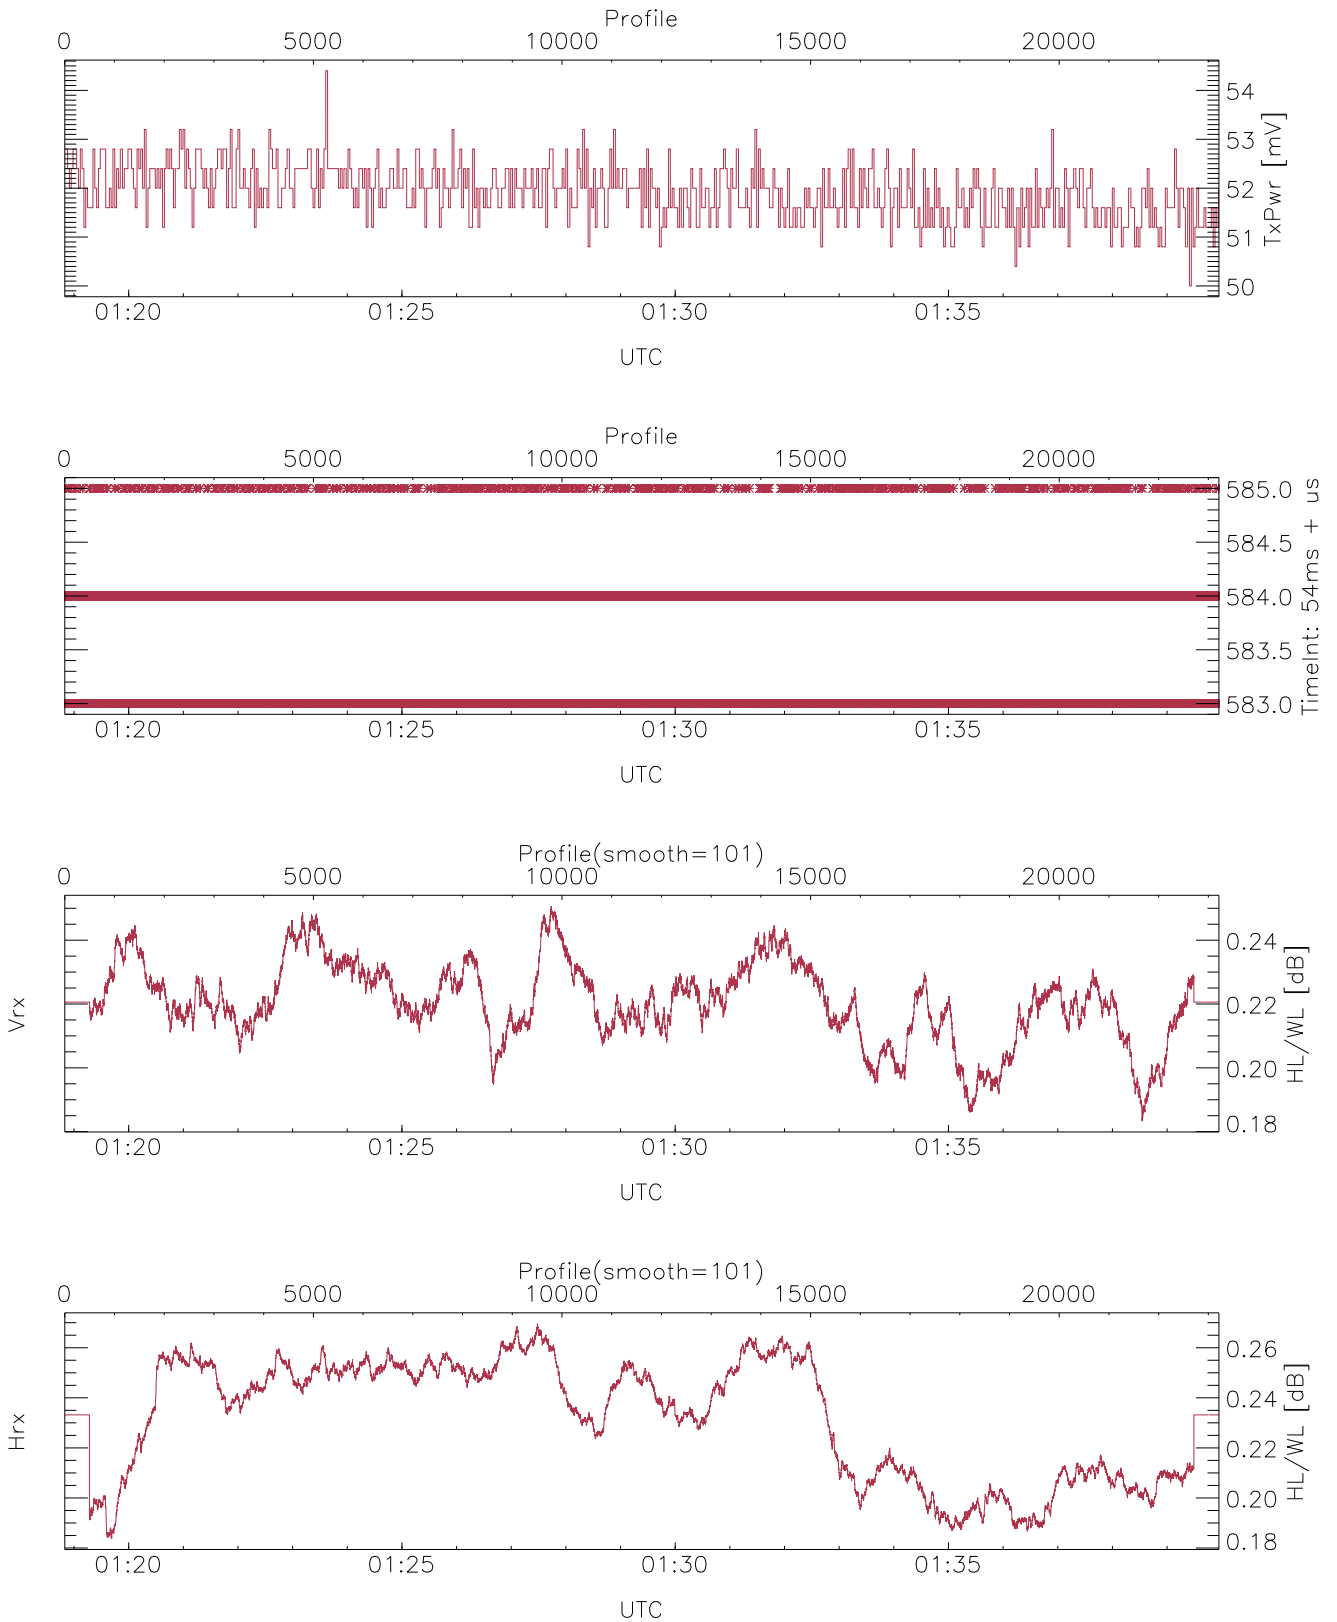 Profile
0 5000 10000 15000 20000
54
53
52
51
50
TxPwr [mV]
01:20 01:25 01:30 01:35
UTC
Profile
0 5000 10000 15000 20000
585.0
584.5
584.0
583.5
583.0
TimeInt: 54ms + us
01:20 01:25 01:30 01:35
UTC
Profile(smooth=101)
0 5000 10000 15000 20000
Vrx
0.24
0.22
0.20
0.18
HL/WL [dB]
01:20 01:25 01:30 01:35
UTC
Profile(smooth=101)
0 5000 10000 15000 20000
Hrx
0.26
0.24
0.22
0.20
0.18
HL/WL [dB]
01:20 01:25 01:30 01:35
UTC